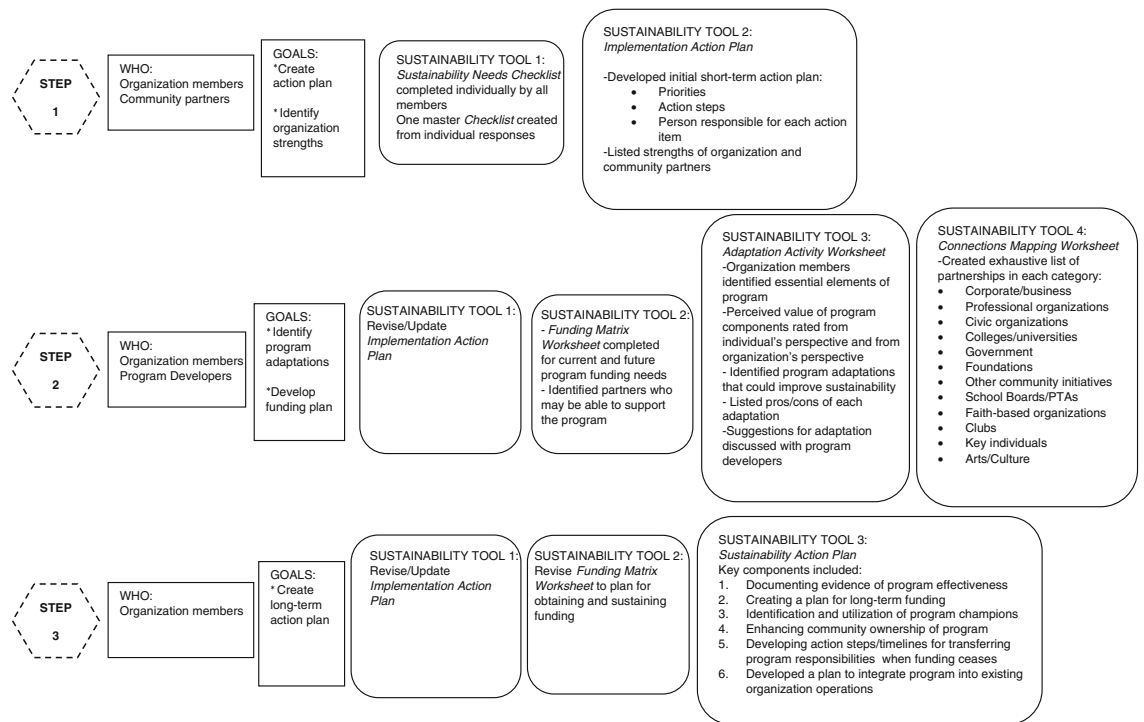 STEP
1
WHO:
Organization members
Community partners
GOALS:
*Create
action plan
*Identify
organization
strengths
SUSTAINABILITY TOOL 1:
Sustainability Needs Checklist
completed individually by all
members
One master Checklist created
from individual responses
SUSTAINABILITY TOOL 2:
Implementation Action Plan
-Developed initial short-term action plan:
• Priorities
• Action steps
• Person responsible for each action
item
-Listed strengths of organization and
community partners
STEP
2
WHO:
Organization members
Program Developers
GOALS:
*Identify
program
adaptations
*Develop
funding plan
SUSTAINABILITY TOOL 1:
Revise/Update
Implementation Action
Plan
SUSTAINABILITY TOOL 2:
- Funding Matrix
Worksheet completed
for current and future
program funding needs
- Identified partners who
may be able to support
the program
SUSTAINABILITY TOOL 3:
Adaptation Activity Worksheet
-Organization members
identified essential elements of
program
-Perceived value of program
components rated from
individual's perspective and from
organization's perspective
- Identified program adaptations
that could improve sustainability
- Listed pros/cons of each
adaptation
-Suggestions for adaptation
discussed with program
developers
SUSTAINABILITY TOOL 4:
Connections Mapping Worksheet
-Created exhaustive list of
partnerships in each category:
• Corporate/business
• Professional organizations
• Civic organizations
• Colleges/universities
• Government
• Foundations
• Other community initiatives
• School Boards/PTAs
• Faith-based organizations
• Clubs
• Key individuals
• Arts/Culture
STEP
3
WHO:
Organization members
GOALS:
* Create
long-term
action plan
SUSTAINABILITY TOOL 1:
Revise/Update
Implementation Action
Plan
SUSTAINABILITY TOOL 2:
Revise Funding Matrix
Worksheet to plan for
obtaining and sustaining
funding
SUSTAINABILITY TOOL 3:
Sustainability Action Plan
Key components included:
1. Documenting evidence of program effectiveness
2. Creating a plan for long-term funding
3. Identification and utilization of program champions
4. Enhancing community ownership of program
5. Developing action steps/timelines for transferring
program responsibilities when funding ceases
6. Developed a plan to integrate program into existing
organization operations